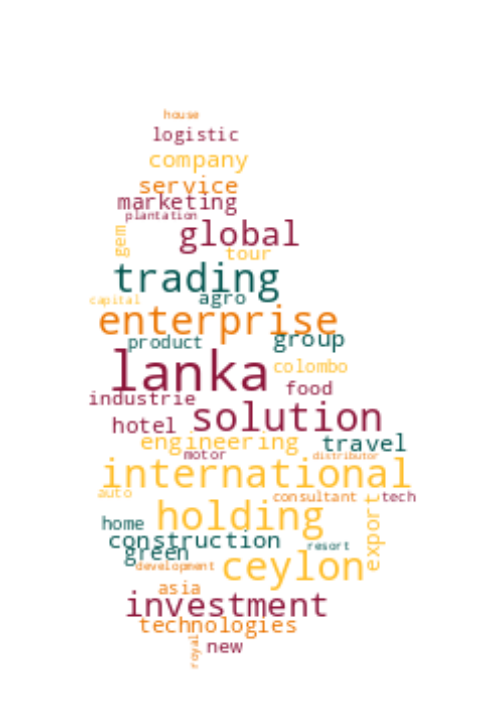 house
logistic
company
service
marketing
plantation
gem
global
tour
trading
capital
agro
enterprise
product
group
lanka
colombo
food
industrie
hotel
solution
engineering
travel
motor
distributor
international
auto
consultant
tech
home
holding
export
construction
green
resort
development
ceylon
asia
investment
technologies
royal
new